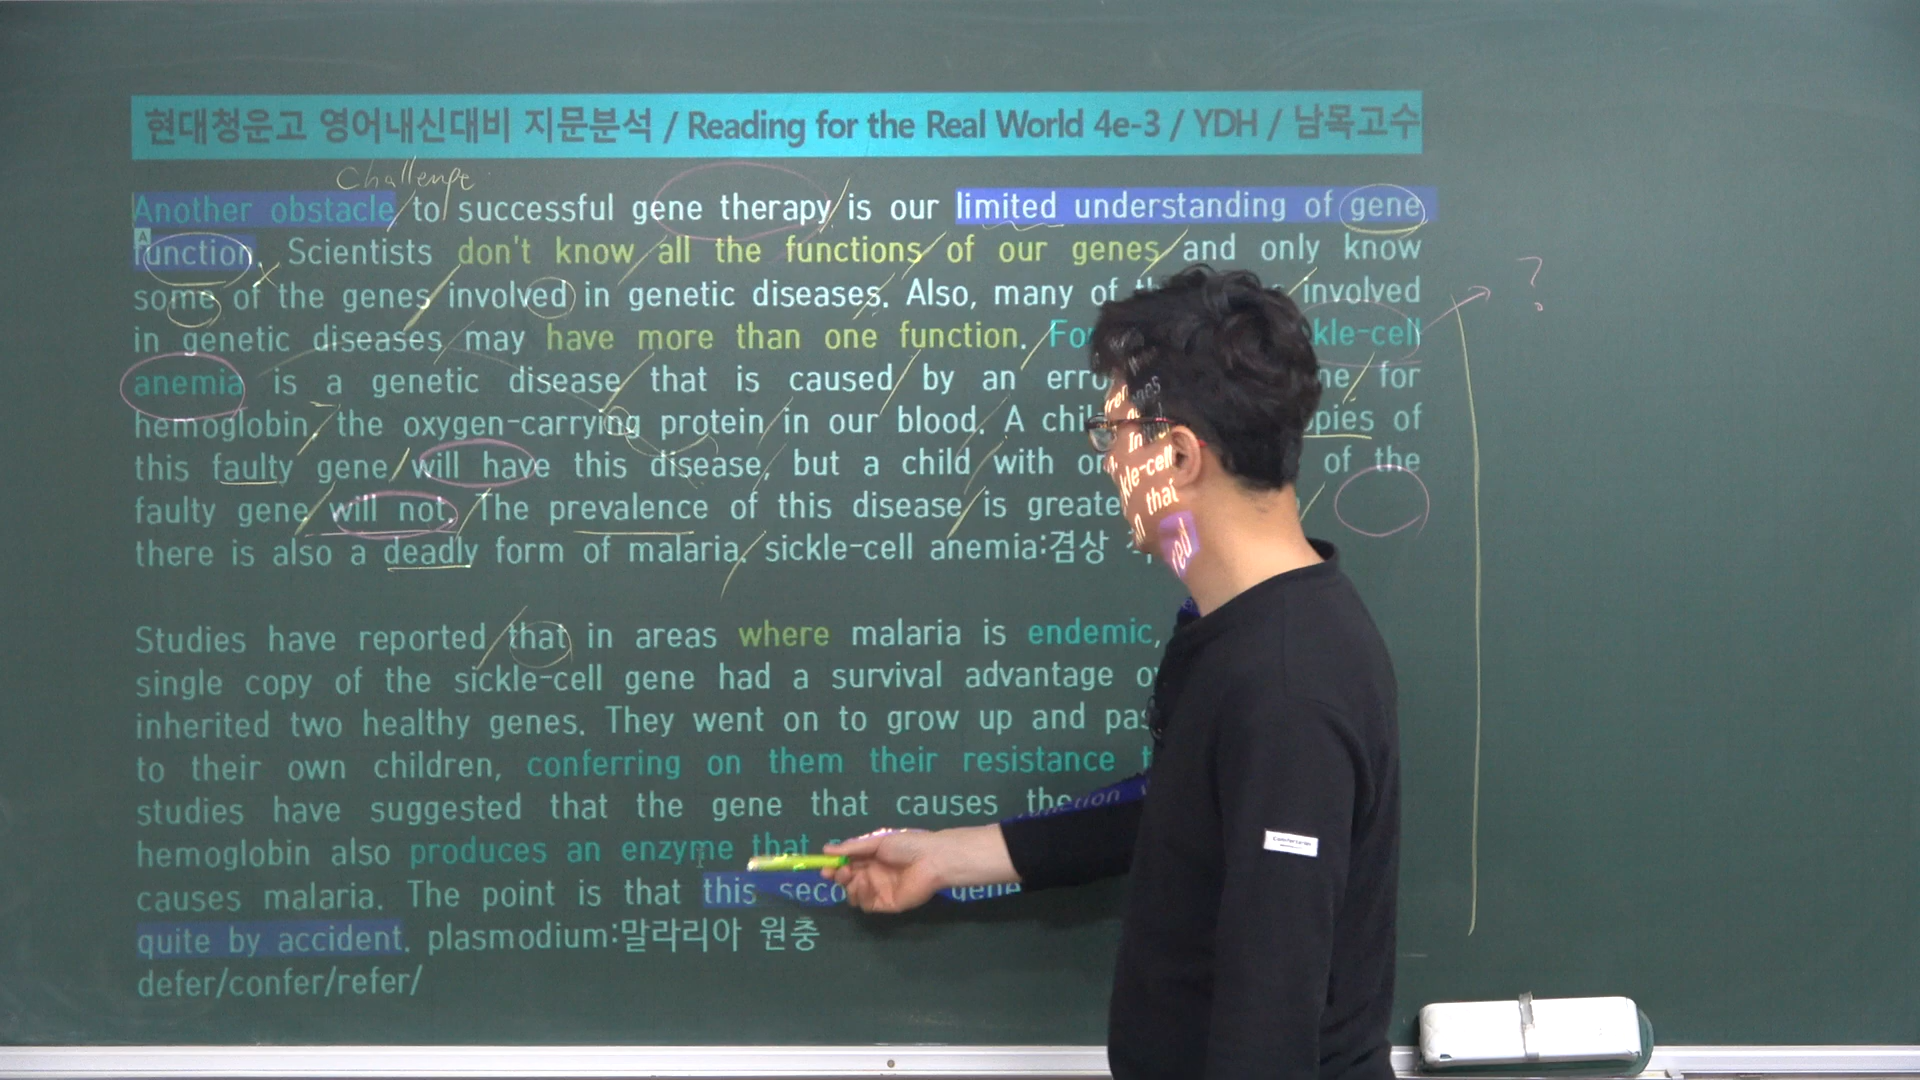 현대청운고 영어내신대비 지문분석 / Reading for the Real World 4e-3 / YDH / 남목고수
Challenge
Another obstacle to successful gene therapy is our limited understanding of gene
function. Scientists don't know all the functions of our genes and only know
some of the genes involved in genetic diseases. Also, many of involved
in genetic diseases may have more than one function. kle-cell
anemia is a genetic disease that is caused by an for
hemoglobin the oxygen-carrying protein in our blood. A opies of
this faulty gene will have this disease, but a child with of the
faulty gene will not. The prevalence of this disease is
there is also a deadly form of malaria. sickle-cell anemia:겸상
Studies have reported that in areas where malaria is endemic,
single copy of the sickle-cell gene had a survival advantage
inherited two healthy genes. They went on to grow up and
to their own children, conferring on them their resistance
studies have suggested that the gene that causes the
hemoglobin also produces an enzyme that
causes malaria. The point is that this gene
quite by accident. plasmodium:말라리아 원충
defer/confer/refer/
?